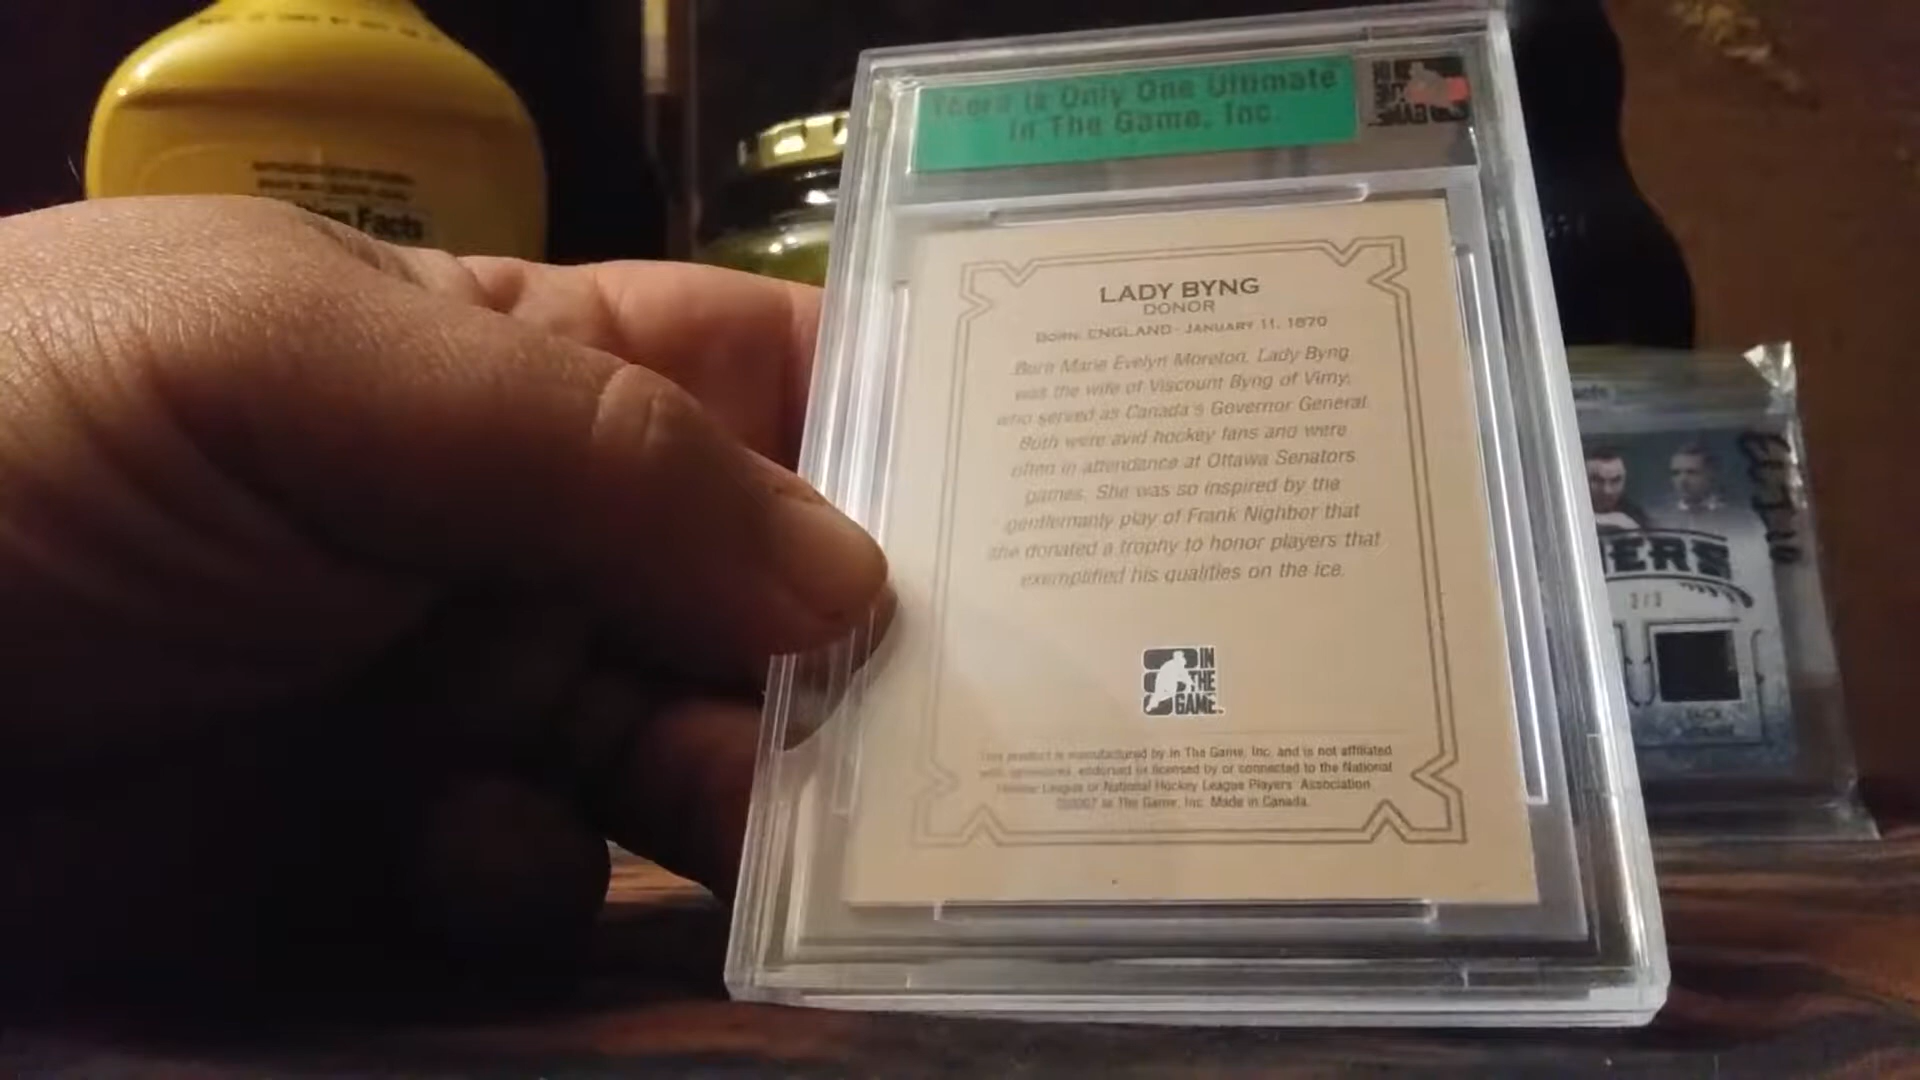 There is Only One Ultimate
In The Game, Inc.
LADY BYNG
DONOR
BORN: ENGLAND - JANUARY 11, 1870
Born Marie Evelyn Moreton, Lady Byng
was the wife of Viscount Byng of Vimy,
who served as Canada's Governor General.
Both were avid hockey fans and were
often in attendance at Ottawa Senators
games. She was so inspired by the
gentlemanly play of Frank Nighbor that
she donated a trophy to honor players that
exemplified his qualities on the ice.
IN
THE
GAME.
This product is manufactured by In The Game, Inc. and is not affiliated
with, sponsored, endorsed or licensed by or connected to the National
Hockey League or National Hockey League Players' Association.
©2007 In The Game, Inc. Made in Canada.
Facts
ERS